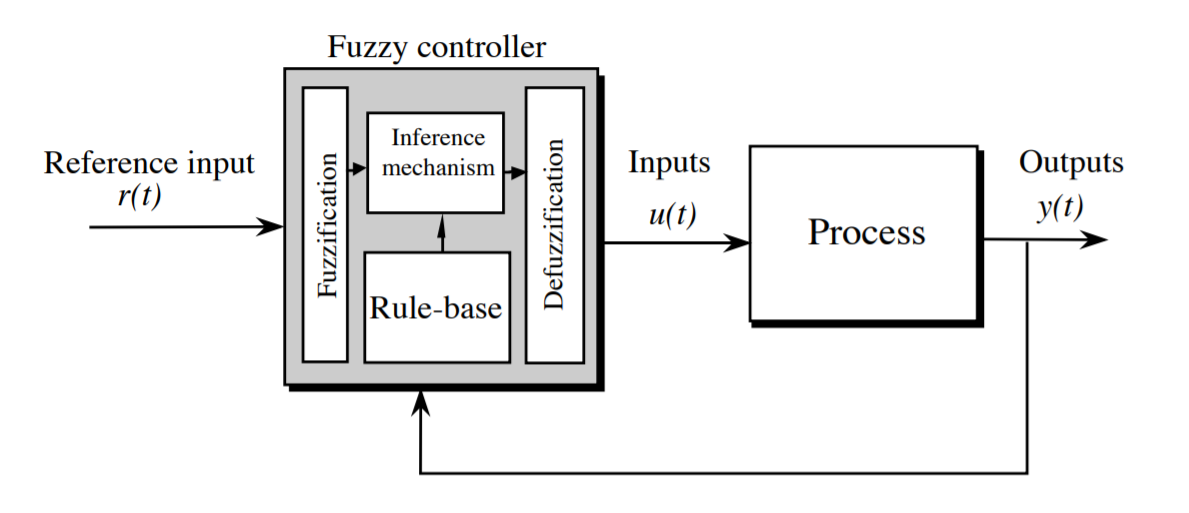 Fuzzy controller
Reference input
r(t)
Fuzzification
Inference
mechanism
Rule-base
Defuzzification
Inputs
u(t)
Process
Outputs
y(t)